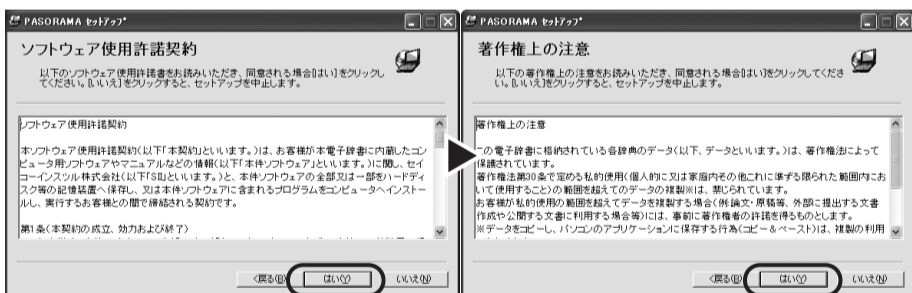 PASORAMA セットアップ
ソフトウェア使用許諾契約
以下のソフトウェア使用許諾書をお読みいただき、同意される場合[はい]をクリックし
てください。[いいえ]をクリックすると、セットアップを中止します。
ソフトウェア使用許諾契約
本ソフトウェア使用許諾契約(以下「本契約」といいます。)は、お客様が本電子辞書に内蔵したコン
ピュータ用ソフトウェアやマニュアルなどの情報(以下「本件ソフトウェア」といいます。)に関し、セイ
コーインスツル株式会社(以下「SII」といいます。)と、本件ソフトウェアの全部又は一部をハードディ
スク等の記憶装置へ保存し、又は本件ソフトウェアに含まれるプログラムをコンピュータへインストー
ルし、実行するお客様との間で締結される契約です。
第1条(本契約の成立、効力および終了)
<戻る(B)
はい(Y)
いいえ(N)
PASORAMA セットアップ
著作権上の注意
以下の著作権上の注意をお読みいただき、同意される場合[はい]をクリックしてくださ
い。[いいえ]をクリックすると、セットアップを中止します。
著作権上の注意
この電子辞書に格納されている各辞典のデータ(以下、データといいます。)は、著作権法によって
保護されています。
著作権法第30条で定める私的使用(個人的に又は家庭内その他これに準ずる限られた範囲内にお
いて使用すること)の範囲を超えてのデータの複製※は、禁じられています。
お客様が私的使用の範囲を超えてデータを複製する場合(例:論文・原稿等、外部に提出する文書
作成や公開する文書に利用する場合等)には、事前に著作権者の許諾を得るものとします。
※データをコピーし、パソコンのアプリケーションに保存する行為(コピー&ペースト)は、複製の利用
<戻る(B)
はい(Y)
いいえ(N)